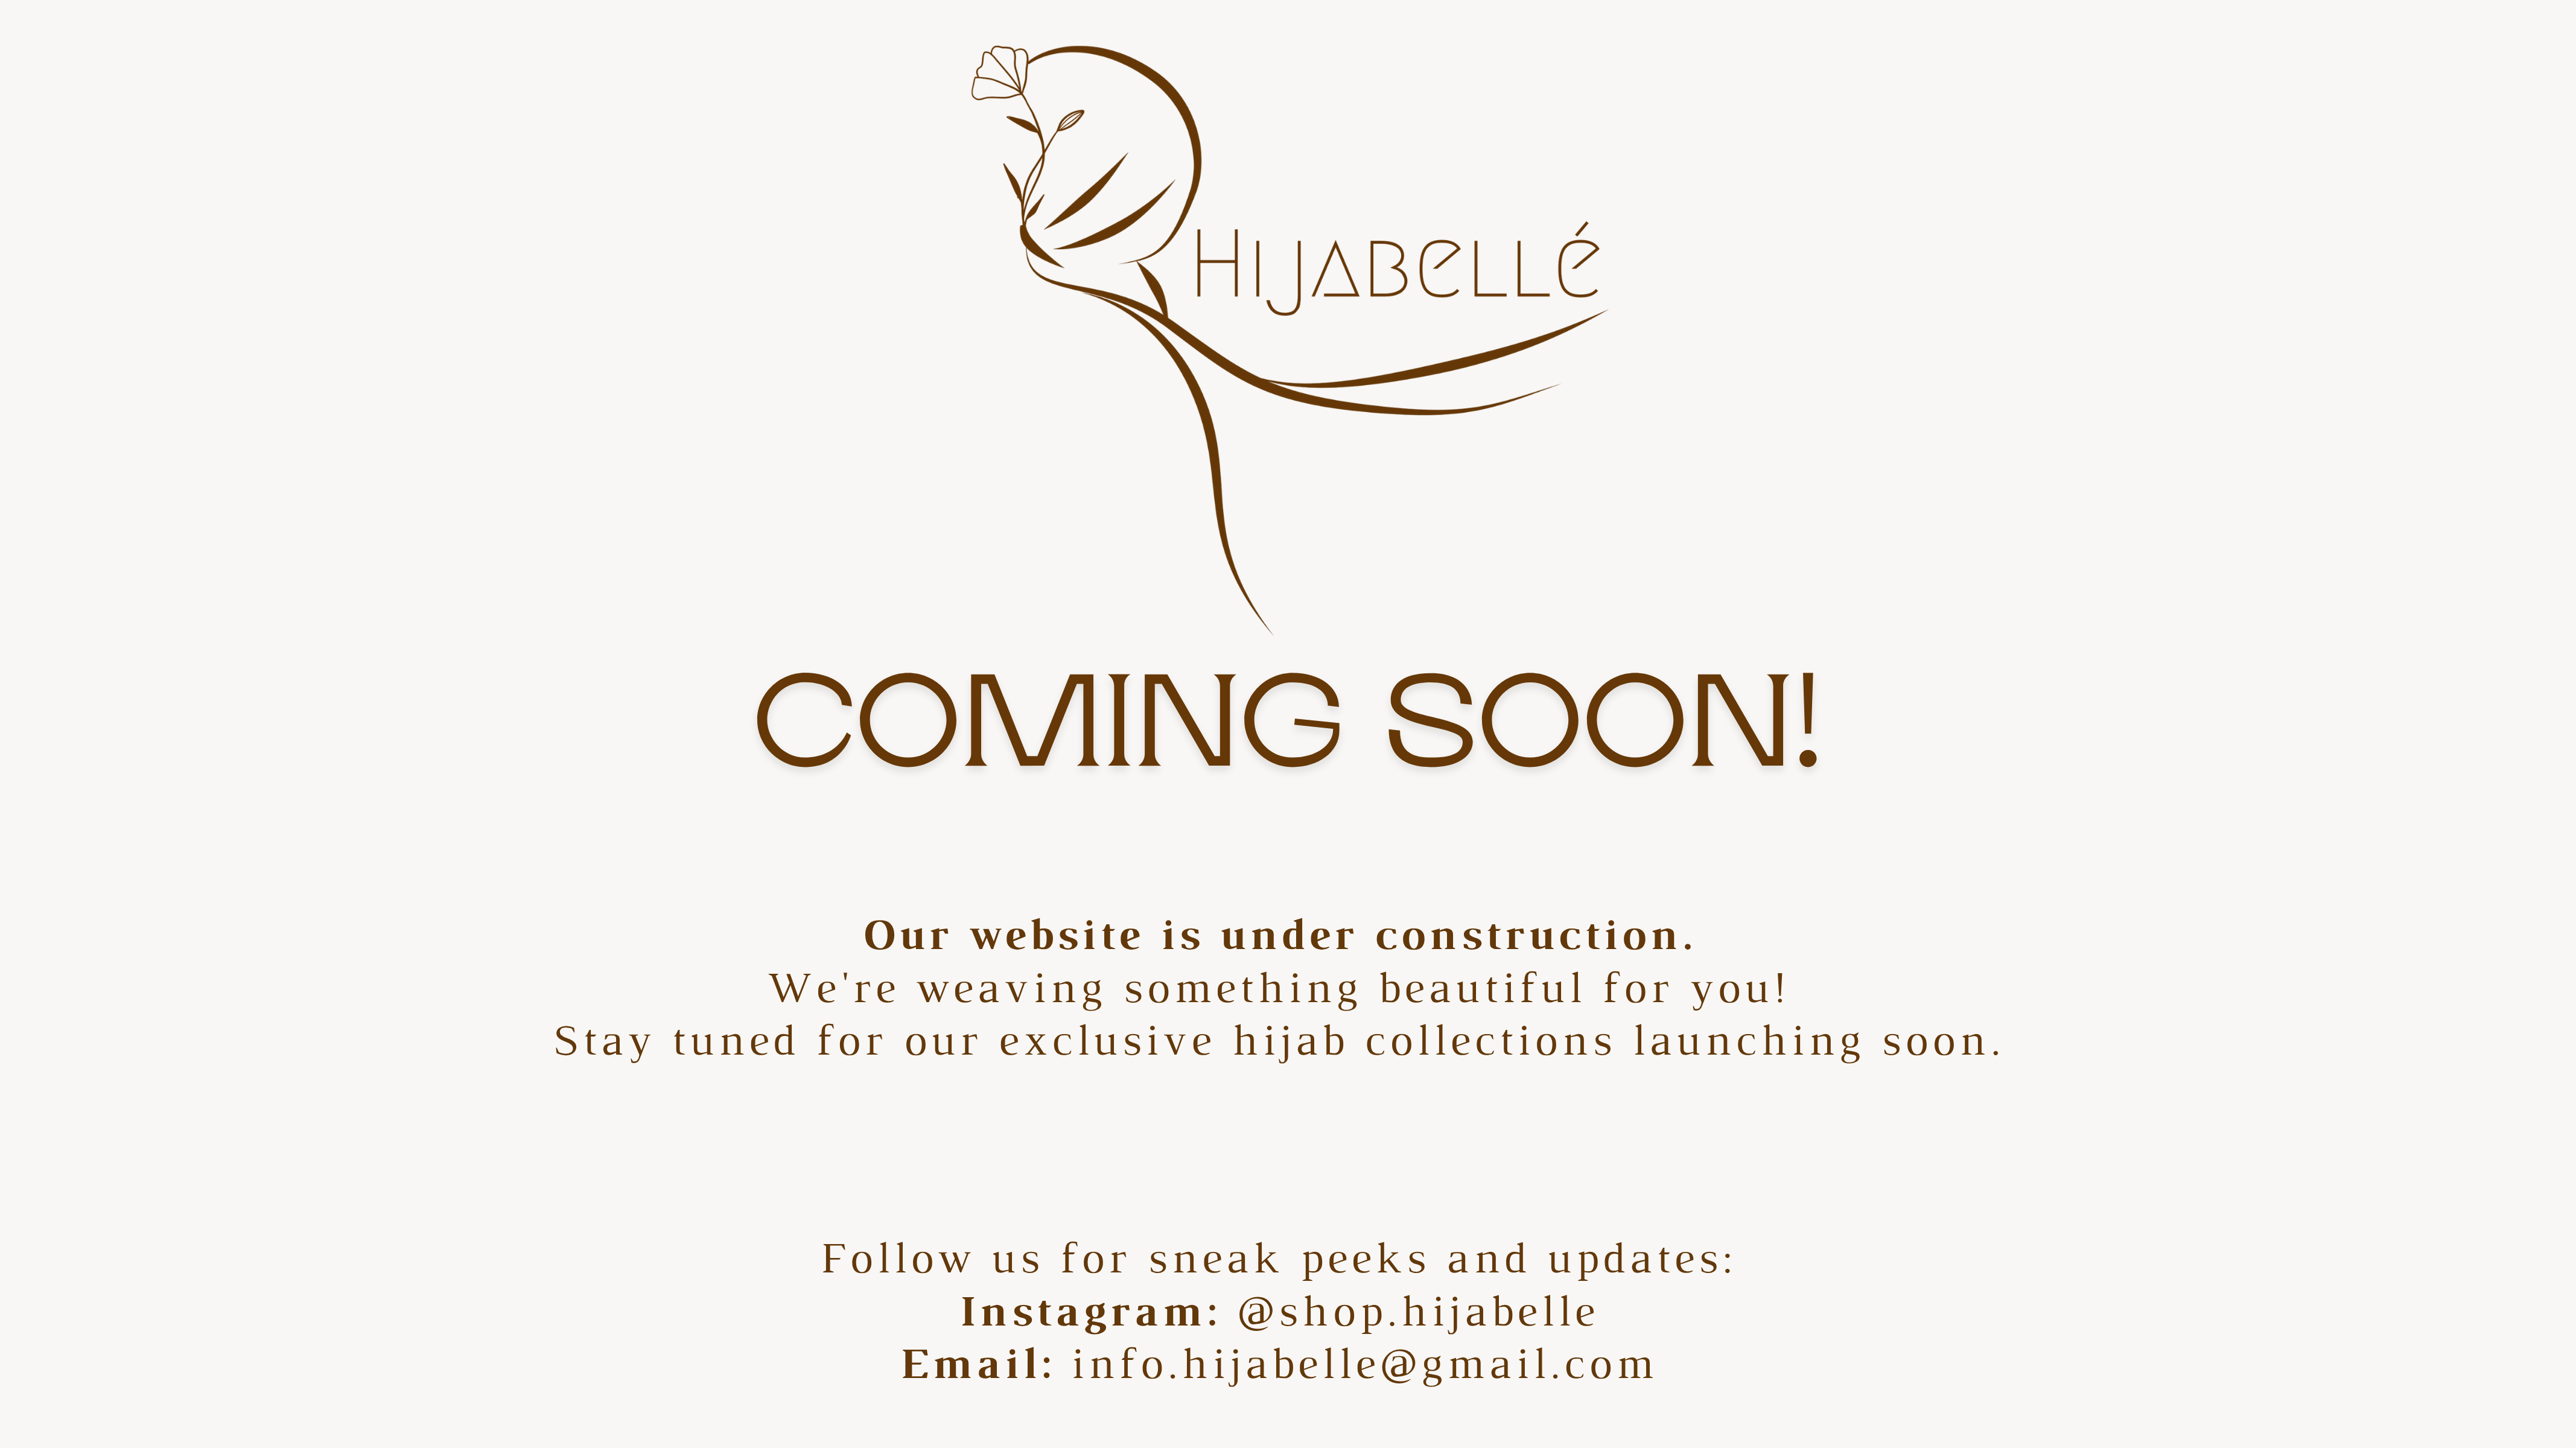 Hijabellé
COMING SOON!
Our website is under construction.
We're weaving something beautiful for you!
Stay tuned for our exclusive hijab collections launching soon.
Follow us for sneak peeks and updates:
Instagram: @shop.hijabelle
Email: info.hijabelle@gmail.com